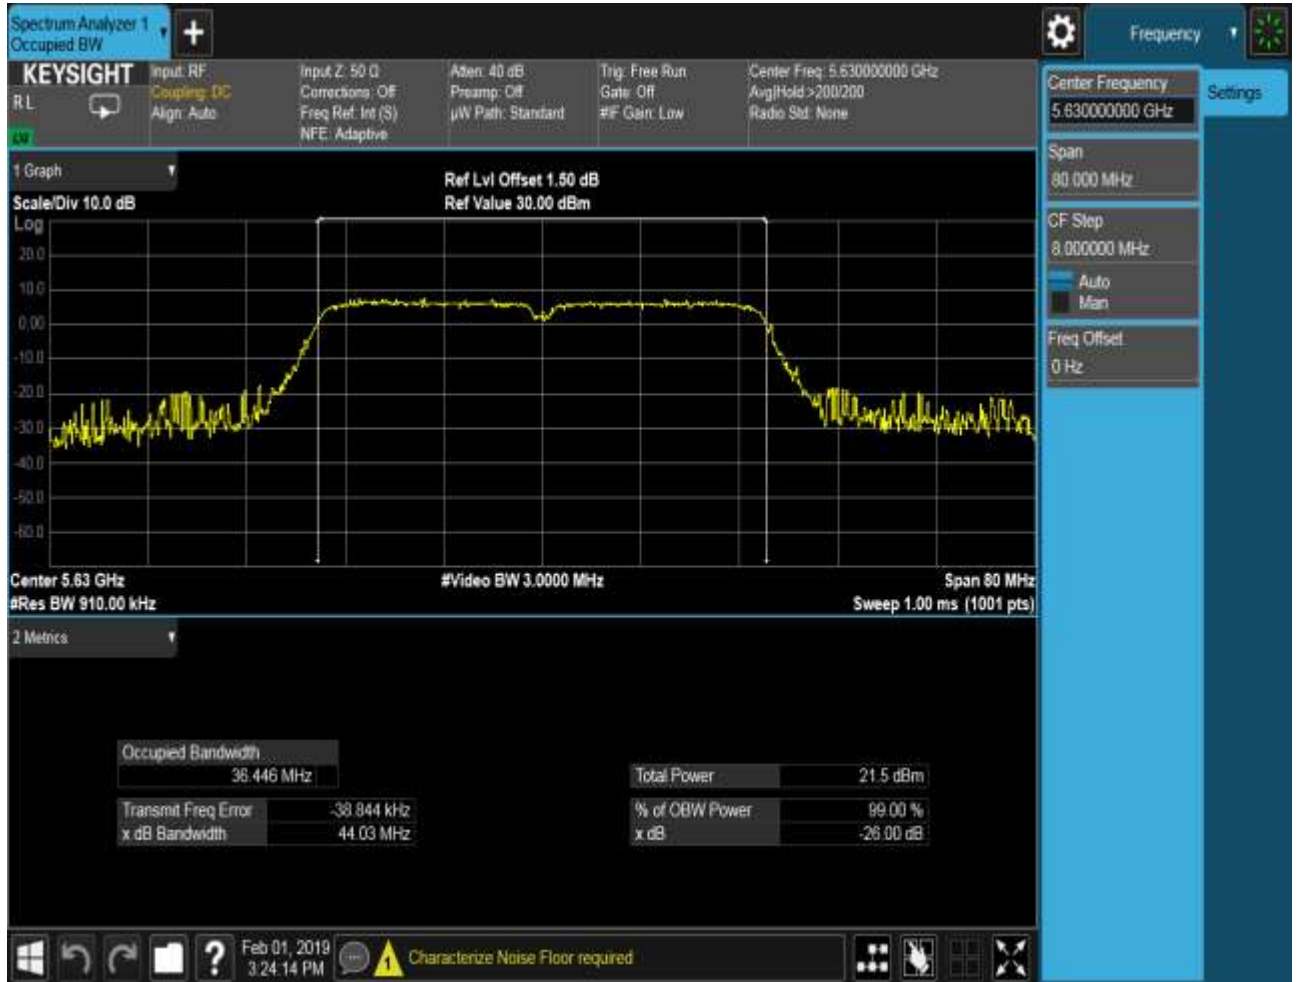 Spectrum Analyzer 1
Occupied BW
Frequency
KEYSIGHT
RL
Input: RF
Coupling: DC
Align: Auto
Input Z: 50 Ω
Corrections: Off
Freq Ref: Int (S)
NFE: Adaptive
Atten: 40 dB
Preamp: Off
µW Path: Standard
Trig: Free Run
Gate: Off
#IF Gain: Low
Center Freq: 5.630000000 GHz
Avg|Hold:>200/200
Radio Std: None
Center Frequency
5.630000000 GHz
Settings
Span
80.000 MHz
CF Step
8.000000 MHz
Auto
Man
Freq Offset
0 Hz
1 Graph
Scale/Div 10.0 dB
Ref Lvl Offset 1.50 dB
Ref Value 30.00 dBm
Log
20.0
10.0
0.00
-10.0
-20.0
-30.0
-40.0
-50.0
-60.0
Center 5.63 GHz
#Video BW 3.0000 MHz
Span 80 MHz
#Res BW 910.00 kHz
Sweep 1.00 ms (1001 pts)
2 Metrics
Occupied Bandwidth
36.446 MHz
Total Power
21.5 dBm
Transmit Freq Error
-38.844 kHz
% of OBW Power
99.00 %
x dB Bandwidth
44.03 MHz
x dB
-26.00 dB
Feb 01, 2019
3:24:14 PM
1
Characterize Noise Floor required